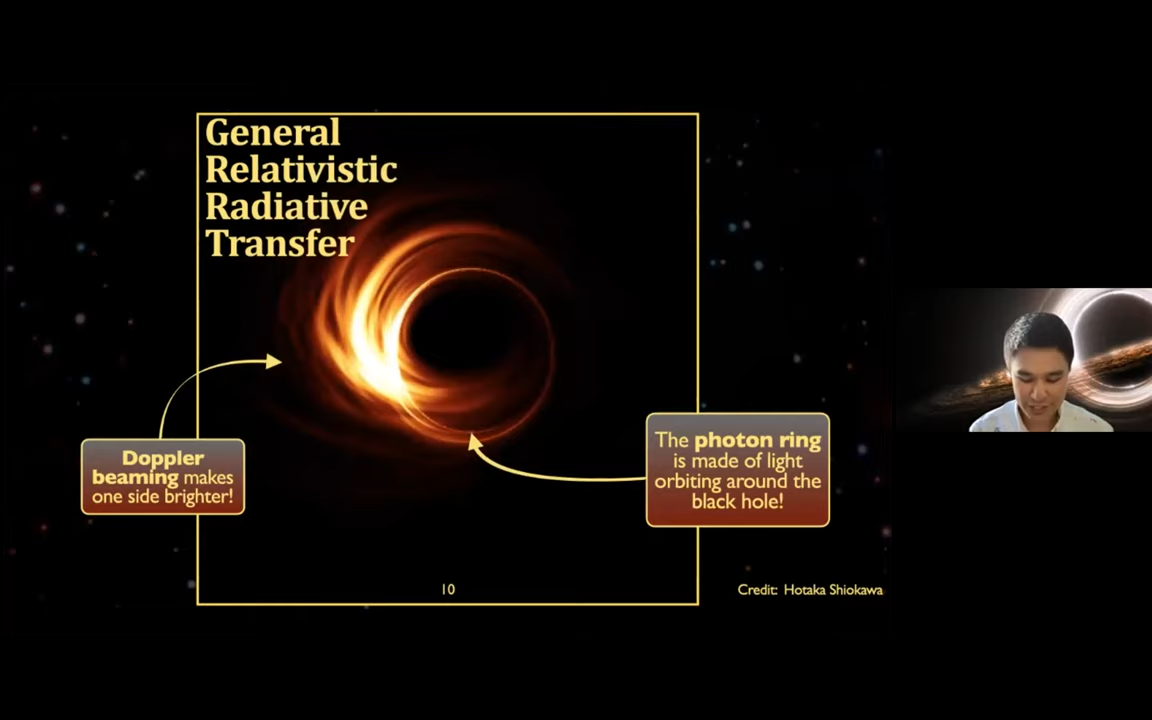 General
Relativistic
Radiative
Transfer
Doppler
beaming makes
one side brighter!
The photon ring
is made of light
orbiting around the
black hole!
10
Credit: Hotaka Shiokawa